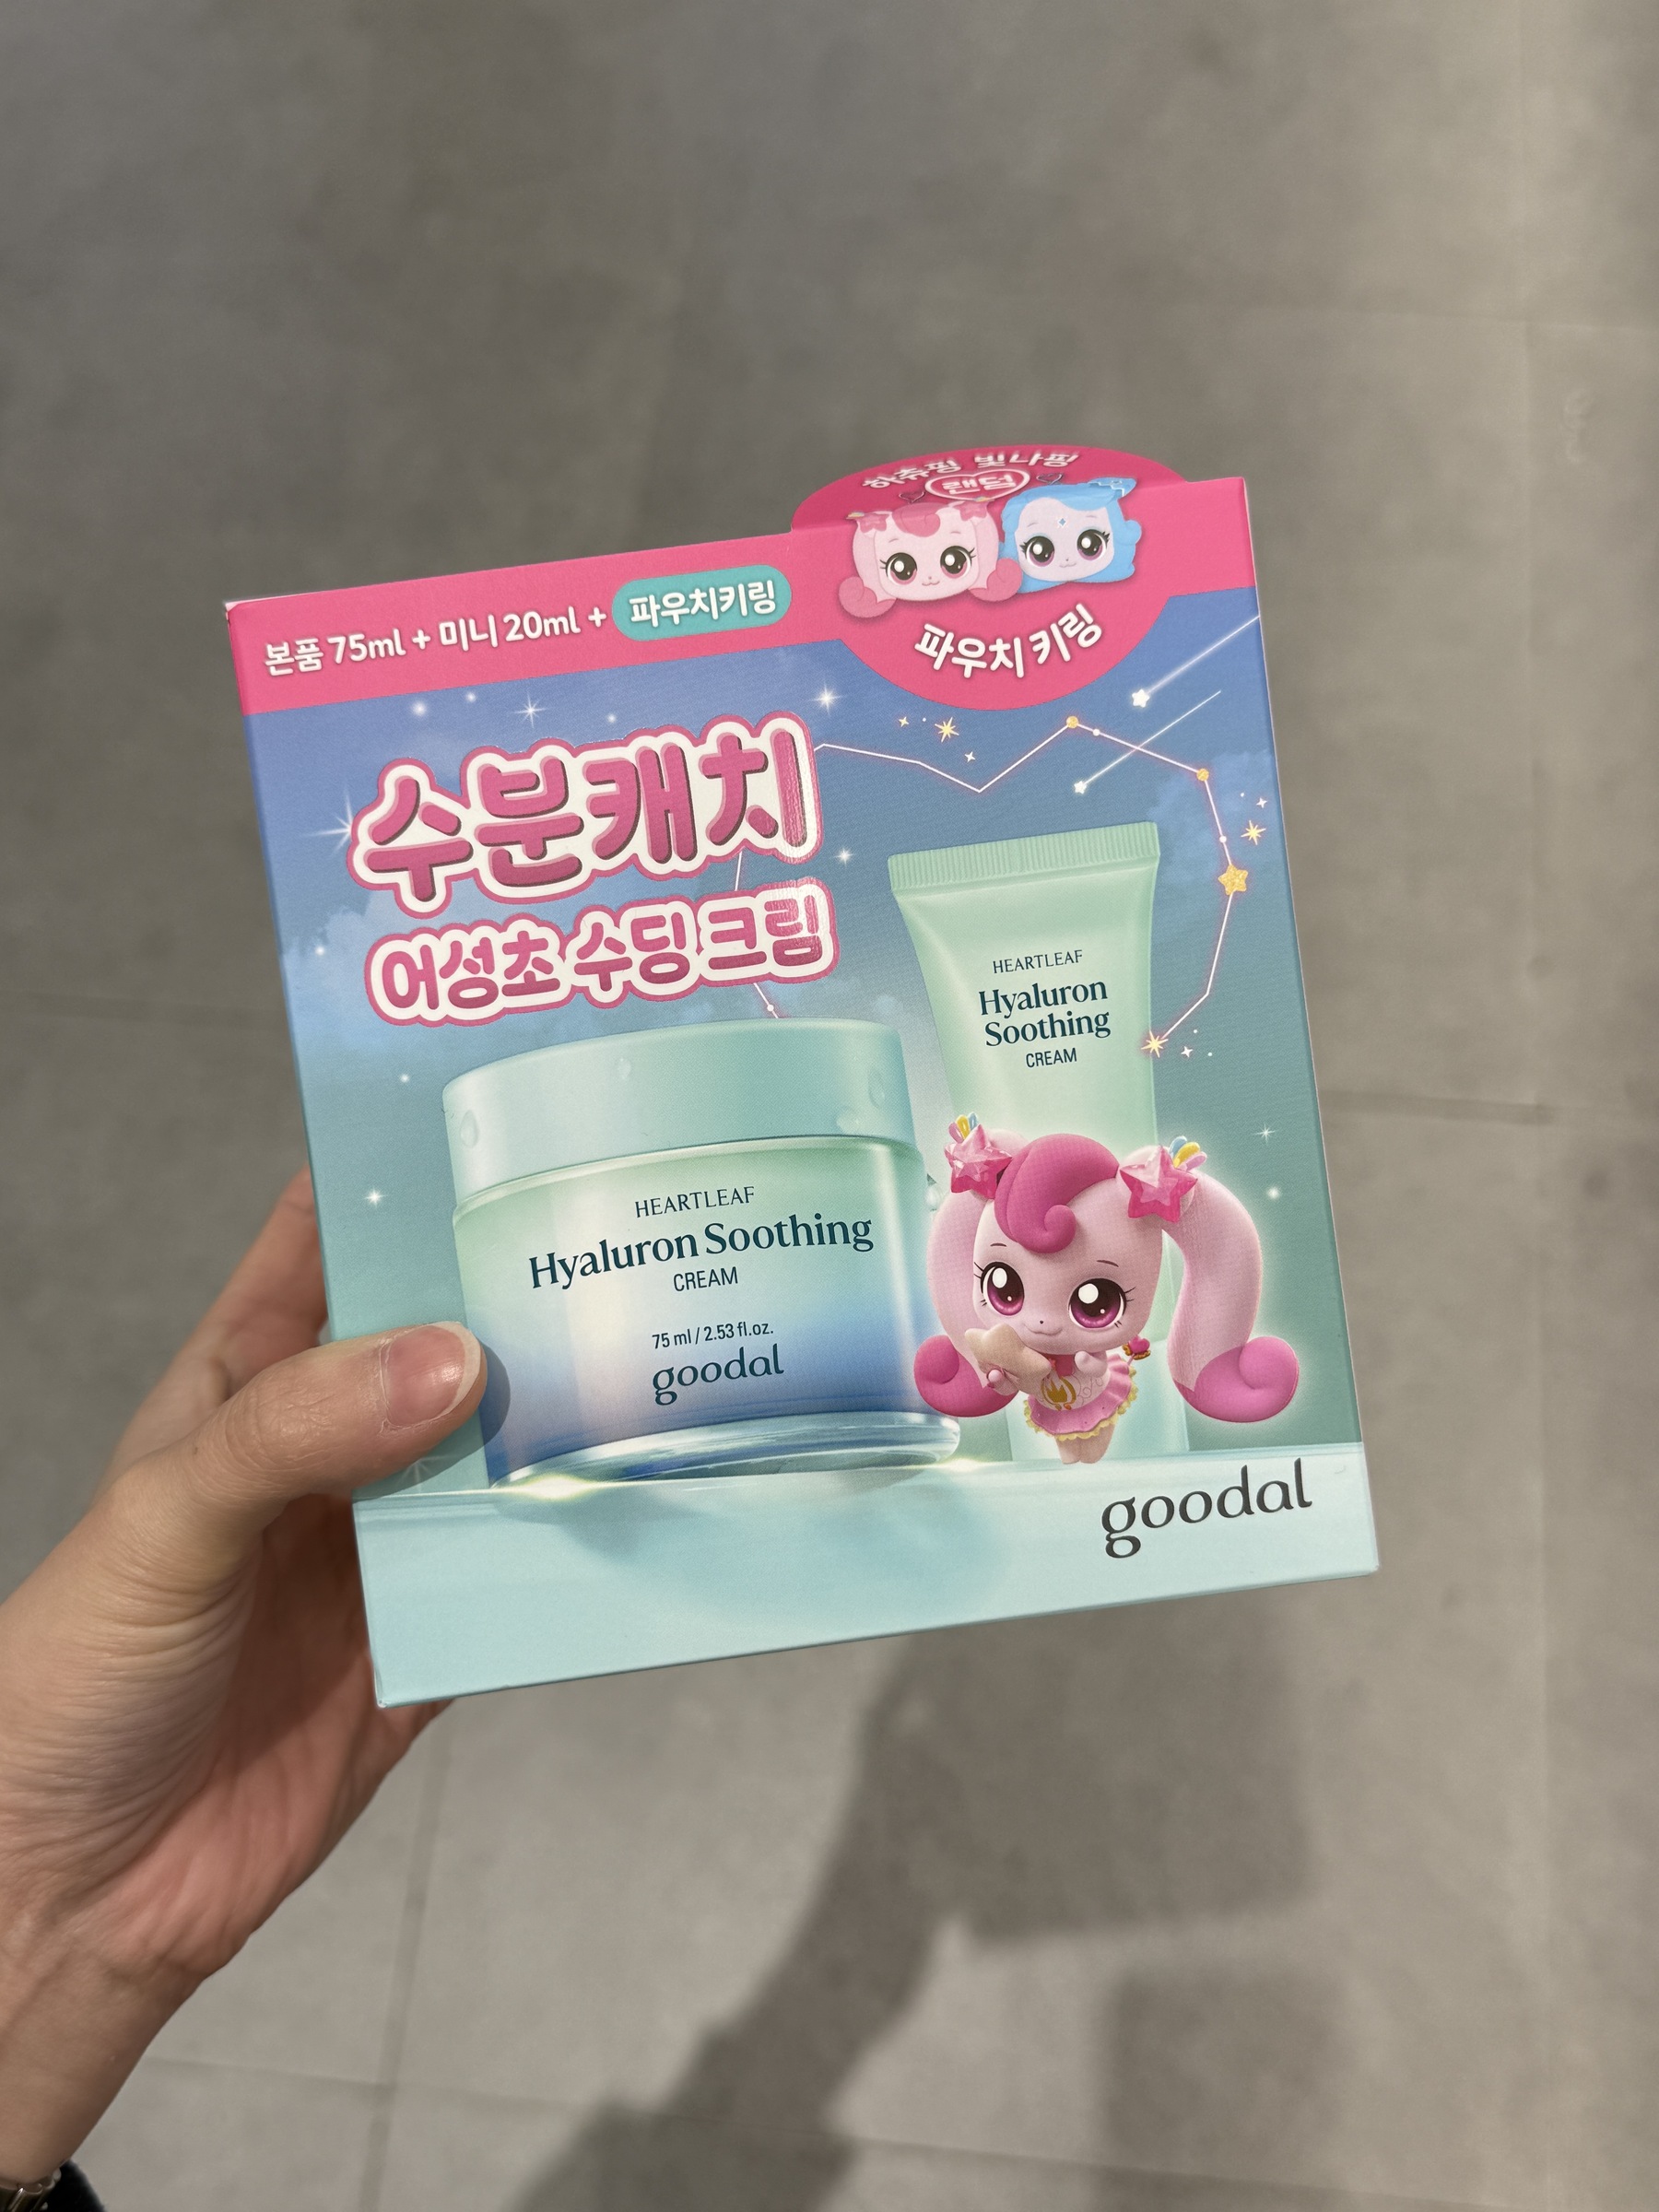 하츄핑 빛나핑
랜덤
파우치 키링
본품 75ml + 미니 20ml + 파우치키링
수분캐치
어성초 수딩 크림
HEARTLEAF
Hyaluron
Soothing
CREAM
HEARTLEAF
Hyaluron Soothing
CREAM
75 ml / 2.53 fl.oz.
goodal
goodal